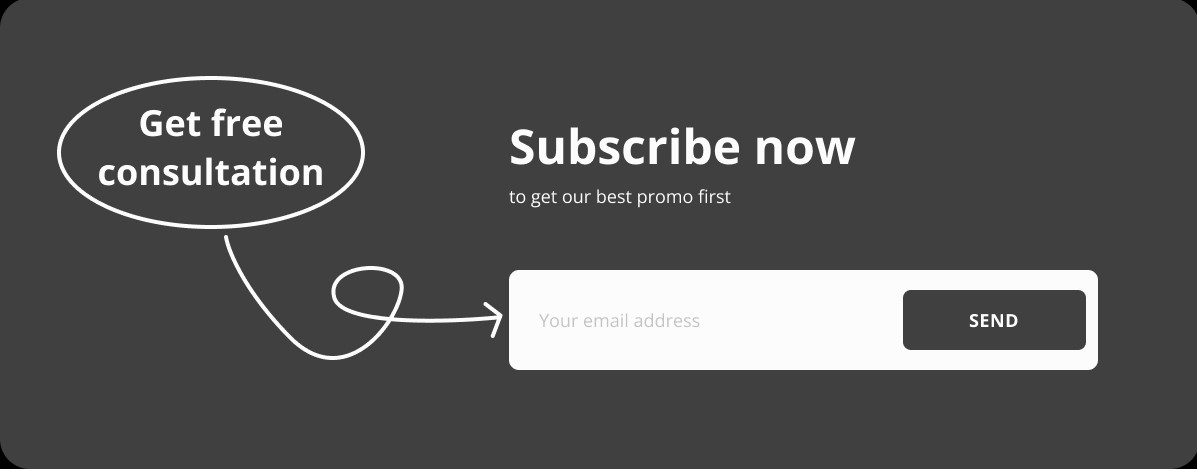 Get free
consultation
Subscribe now
to get our best promo first
Your email address
SEND